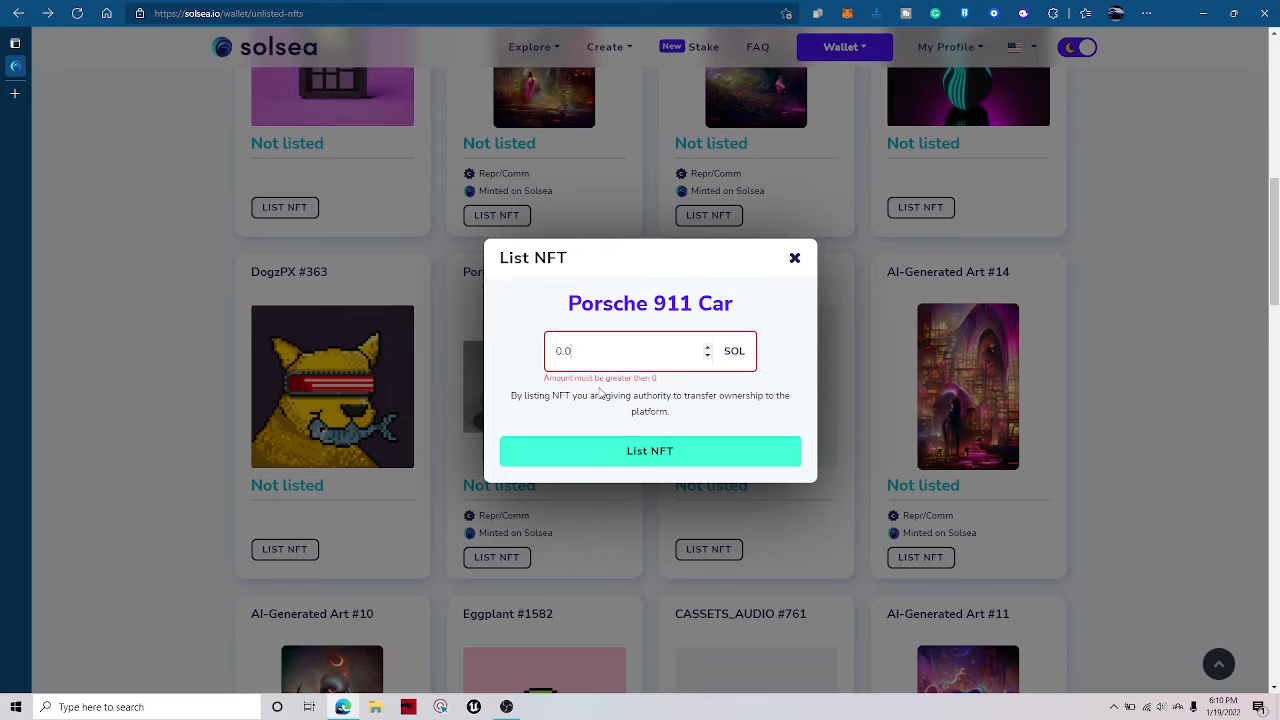 https://solsea.io/wallet/
solsea
Explore
Create
New Stake
FAQ
Wallet
My Profile
Not listed
Not listed
Not listed
Not listed
Repr/Comm
Repr/Comm
Minted on Solsea
Minted on Solsea
LIST NFT
LIST NFT
LIST NFT
LIST NFT
List NFT
DogzPX #363
Por
AI-Generated Art #14
Porsche 911 Car
0.0
SOL
Amount must be greater then 0
By listing NFT you are giving authority to transfer ownership to the
platform.
List NFT
Not listed
Not listed
Not listed
Not listed
Repr/Comm
Repr/Comm
Minted on Solsea
Minted on Solsea
LIST NFT
LIST NFT
LIST NFT
LIST NFT
AI-Generated Art #10
Eggplant #1582
CASSETS_AUDIO #761
AI-Generated Art #11
Type here to search
6:10 PM
1/19/2022